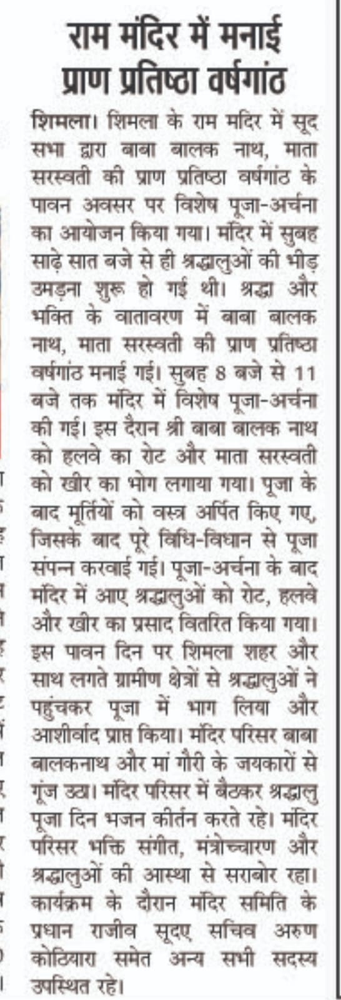 राम मंदिर में मनाई
प्राण प्रतिष्ठा वर्षगांठ
शिमला। शिमला के राम मदिर में सूद
सभा द्वारा बाबा बालक नाथ, माता
सरस्वती की प्राण प्रतिष्ठा वर्षगांठ के
पावन अवसर पर विशेष पूजा-अर्चना
का आयोजन किया गया। मंदिर में सुबह
साढ़े सात बजे से ही श्रद्धालुओं की भीड़
उमड़ना शुरू हो गई थी। श्रद्धा और
भक्ति के वातावरण में बाबा बालक
नाथ, माता सरस्वती की प्राण प्रतिष्ठा
वर्षगांठ मनाई गई। सुबह 8 बजे से 11
बजे तक मंदिर में विशेष पूजा-अर्चना
की गई। इस दैरान श्री बाबा बालक नाथ
को हलवे का रोट और माता सरस्वती
को खीर का भोग लगाया गया। पूजा के
बाद मूर्तियों को वस्त्र अर्पित किए गए,
जिसके बाद पूरे विधि-विधान से पूजा
संपन्न करवाई गई। पूजा-अर्चना के बाद
मंदिर में आए श्रद्धालुओं को रोट, हलवे
और खीर का प्रसाद वितरित किया गया।
इस पावन दिन पर शिमला शहर और
साथ लगते ग्रामीण क्षेत्रों से श्रद्धालुओं ने
पहुंचकर पूजा में भाग लिया और
आशीर्वाद प्राप्त किया। मंदिर परिसर बाबा
बालकनाथ और मां गौरी के जयकारों से
गूंज उठा। मंदिर परिसर में बैठकर श्रद्धालु
पूजा दिन भजन कीर्तन करते रहे। मंदिर
परिसर भक्ति संगीत, मंत्रोच्चारण और
श्रद्धालुओं की आस्था से सराबोर रहा।
कार्यक्रम के दौरान मंदिर समिति के
प्रधान राजीव सूदए सचिव अरुण
कोठियारा समेत अन्य सभी सदस्य
उपस्थित रहे।